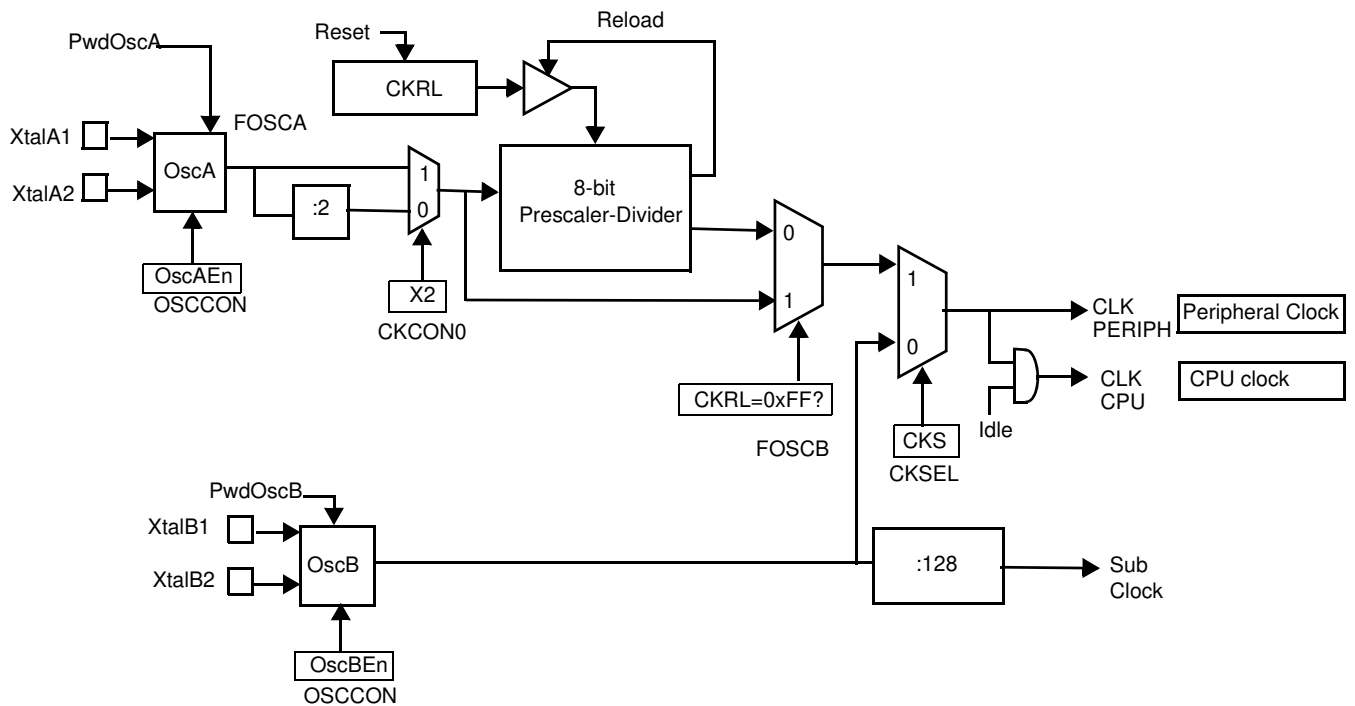 Reload
Reset
PwdOscA
CKRL
FOSCA
XtalA1
OscA
XtalA2
:2
1
0
8-bit
Prescaler-Divider
0
1
OscAEn
OSCCON
X2
CKCON0
1
0
CLK
PERIPH
Peripheral Clock
CLK
CPU
CPU clock
CKRL=0xFF?
Idle
FOSCB
CKS
CKSEL
PwdOscB
XtalB1
OscB
XtalB2
:128
Sub
Clock
OscBEn
OSCCON